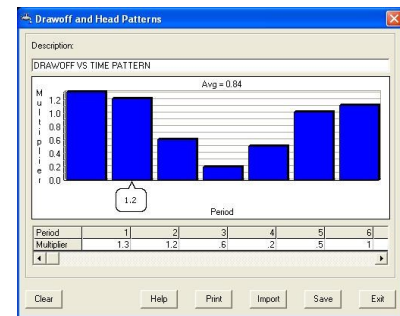 Drawoff and Head Patterns
Description:
DRAWOFF VS TIME PATTERN
Avg = 0.84
Multiplier
1.2
1.0
0.8
0.6
0.4
0.2
0.0
1.2
Period
Period 1 2 3 4 5 6
Multiplier 1.3 1.2 .6 .2 .5 1
Clear Help Print Import Save Exit